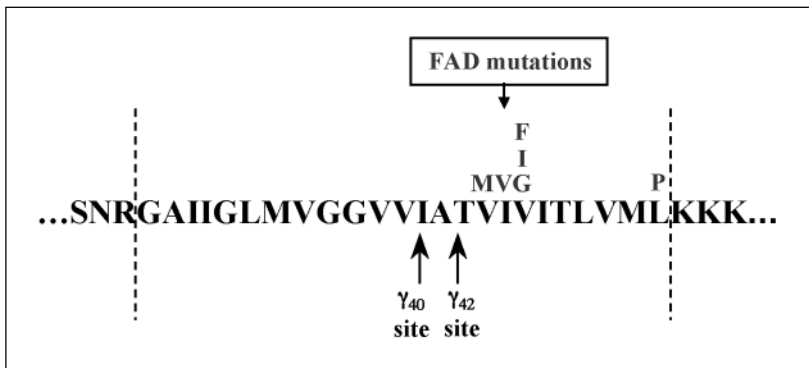 FAD mutations
F
I
MVG P
...SNRGAIIGLMVGGVVIATVIVITLVMLKKK...
γ40 γ42
site site